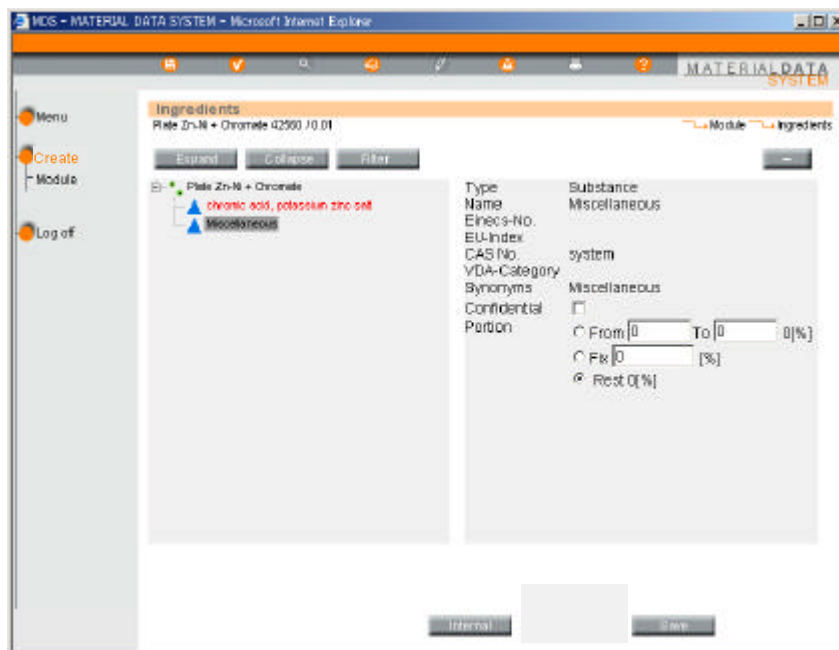 MDS - MATERIAL DATA SYSTEM - Microsoft Internet Explorer
MATERIALDATA
SYSTEM
Menu
Create
Module
Log off
Ingredients
Plate Zn-Ni + Chromate 42560 / 0.01
Module Ingredients
Expand Collapse Filter
Plate Zn-Ni + Chromate
chromic acid, potassium zinc salt
Miscellaneous
Type Substance
Name Miscellaneous
Einecs-No.
EU-Index
CAS No. system
VDA-Category
Synonyms Miscellaneous
Confidential
Portion
From 0 To 0 0[%]
Fix 0 [%]
Rest 0[%]
Internal Save